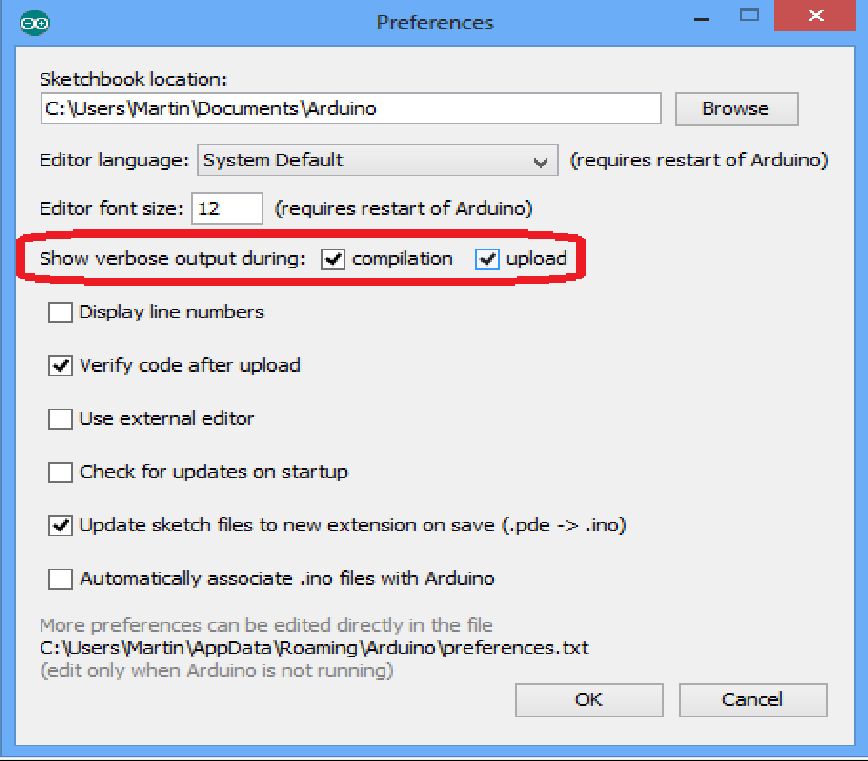 Preferences
Sketchbook location:
C:\Users\Martin\Documents\Arduino
Browse
Editor language: System Default (requires restart of Arduino)
Editor font size: 12 (requires restart of Arduino)
Show verbose output during: compilation upload
Display line numbers
Verify code after upload
Use external editor
Check for updates on startup
Update sketch files to new extension on save (.pde -> .ino)
Automatically associate .ino files with Arduino
More preferences can be edited directly in the file
C:\Users\Martin\AppData\Roaming\Arduino\preferences.txt
(edit only when Arduino is not running)
OK Cancel